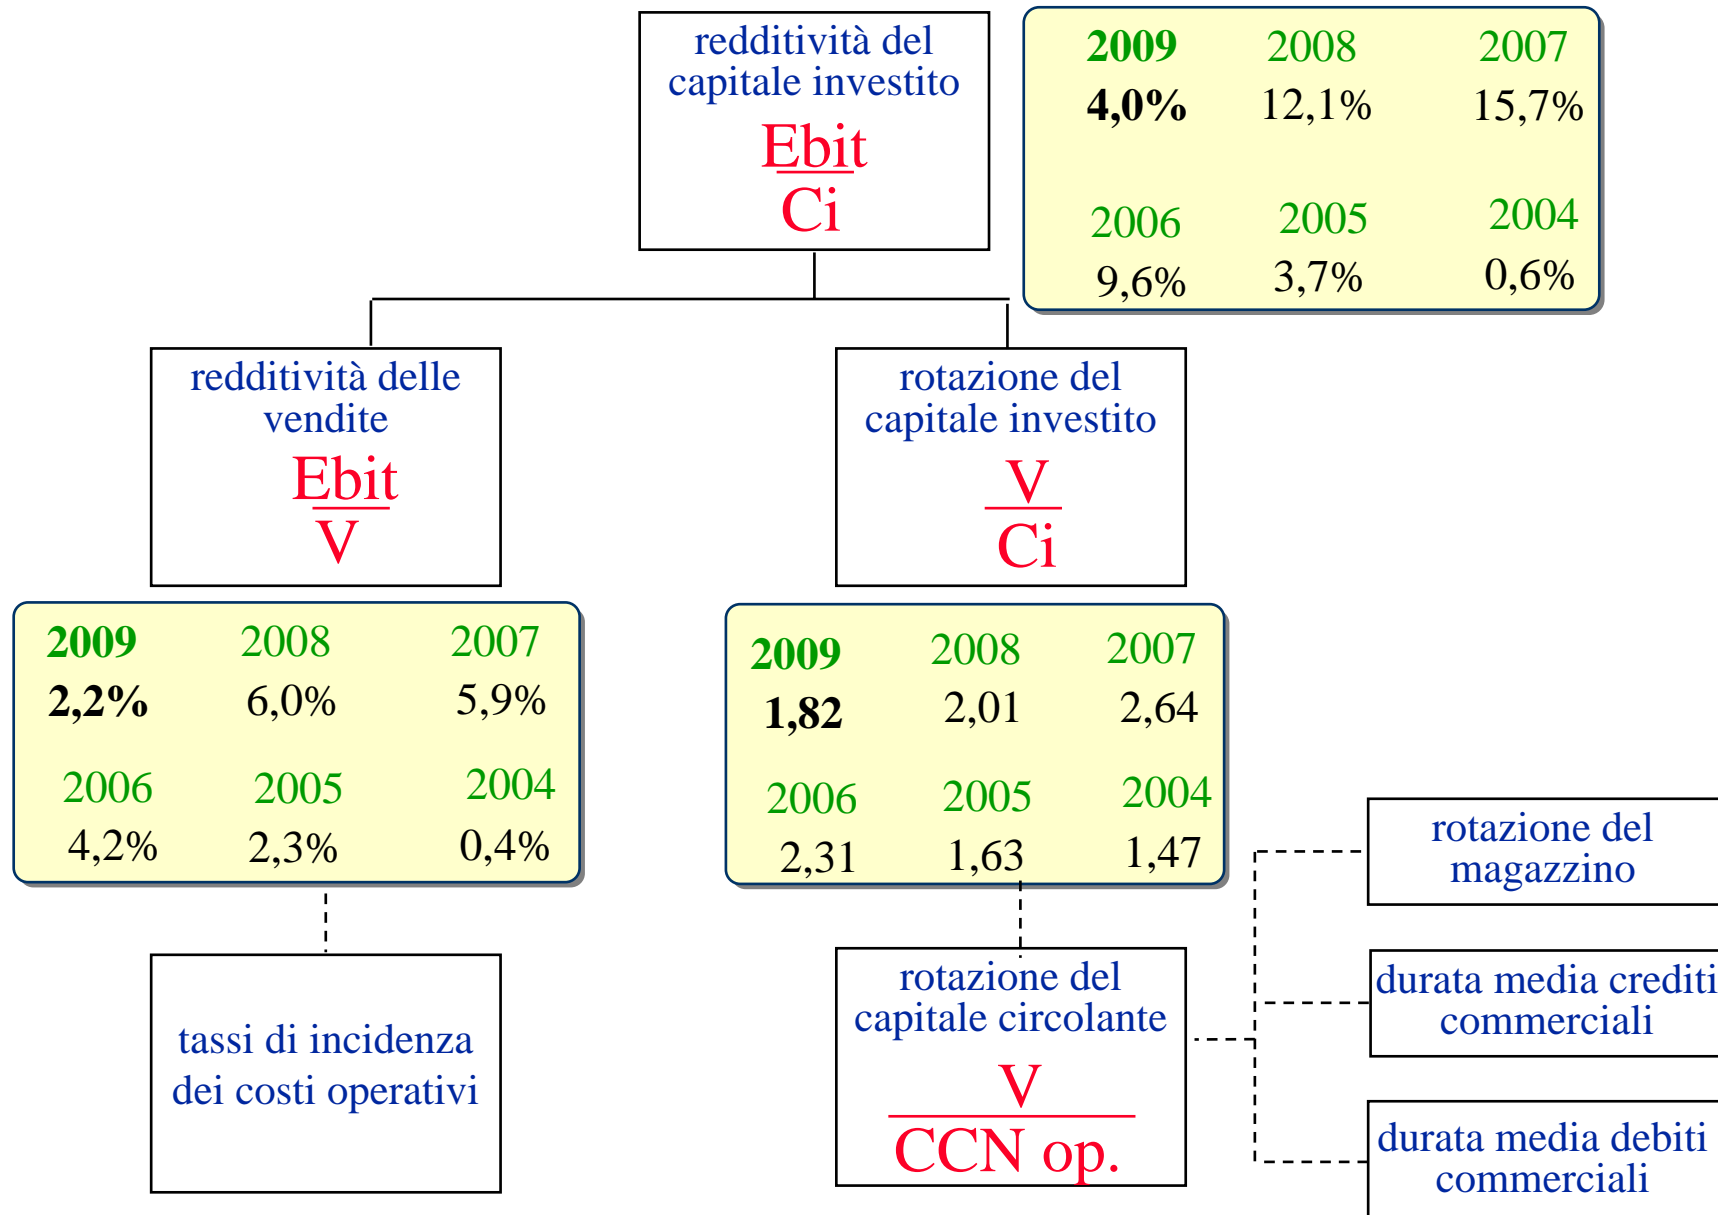 redditività del
capitale investito
Ebit
Ci
2009 2008 2007
4,0% 12,1% 15,7%
2006 2005 2004
9,6% 3,7% 0,6%
redditività delle
vendite
Ebit
V
rotazione del
capitale investito
V
Ci
2009 2008 2007
2,2% 6,0% 5,9%
2006 2005 2004
4,2% 2,3% 0,4%
2009 2008 2007
1,82 2,01 2,64
2006 2005 2004
2,31 1,63 1,47
tassi di incidenza
dei costi operativi
rotazione del
capitale circolante
V
CCN op.
rotazione del
magazzino
durata media crediti
commerciali
durata media debiti
commerciali